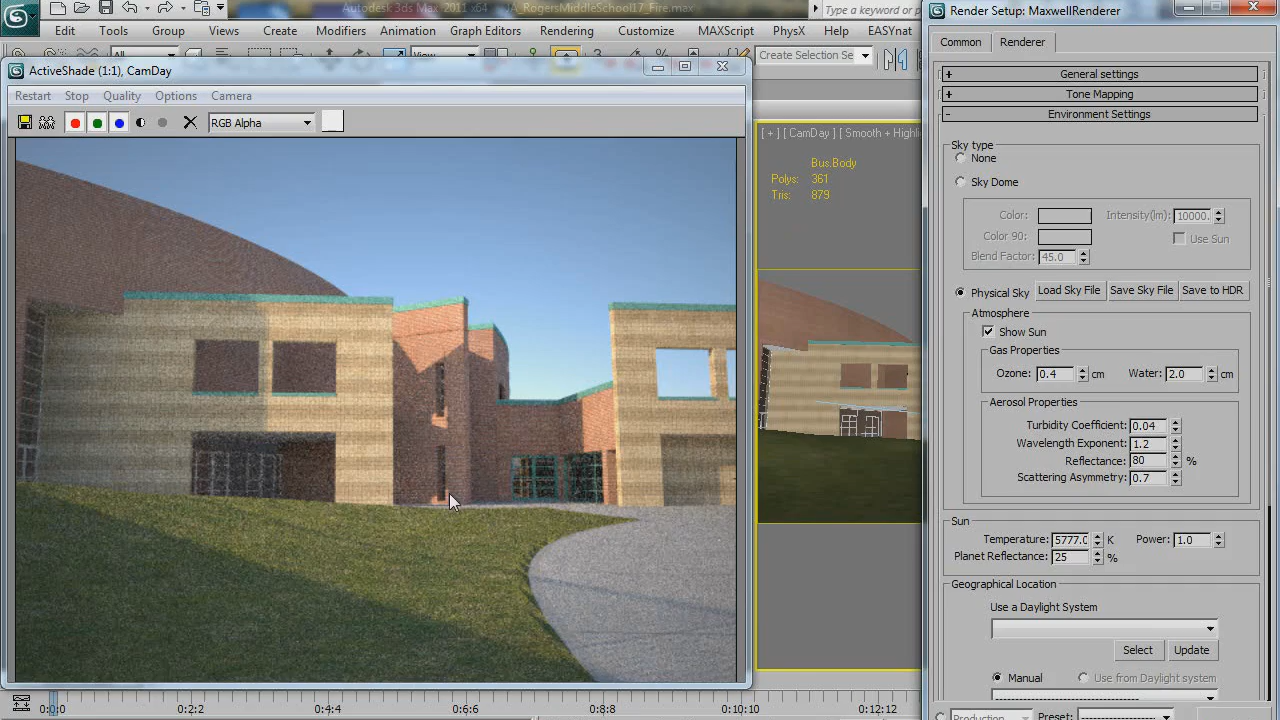 Autodesk 3ds Max 2011 x64 JA_RogersMiddleSchool17_Fire.max
Type a keyword or p
Edit Tools Group Views Create Modifiers Animation Graph Editors Rendering Customize MAXScript PhysX Help EASYnat
All View 3 Create Selection Se
ActiveShade (1:1), CamDay
Restart Stop Quality Options Camera
RGB Alpha
[ + ] [ CamDay ] [ Smooth + Highli
Bus.Body
Polys: 361
Tris: 879
0:0:0 0:2:2 0:4:4 0:6:6 0:8:8 0:10:10 0:12:12
Render Setup: MaxwellRenderer
Common Renderer
+ General settings
+ Tone Mapping
- Environment Settings
Sky type
None
Sky Dome
Color: Intensity(lm): 10000.
Color 90: Use Sun
Blend Factor: 45.0
Physical Sky Load Sky File Save Sky File Save to HDR
Atmosphere
Show Sun
Gas Properties
Ozone: 0.4 cm Water: 2.0 cm
Aerosol Properties
Turbidity Coefficient: 0.04
Wavelength Exponent: 1.2
Reflectance: 80 %
Scattering Asymmetry: 0.7
Sun
Temperature: 5777.0 K Power: 1.0
Planet Reflectance: 25 %
Geographical Location
Use a Daylight System
Select Update
Manual Use from Daylight system
Production Preset: --------------------